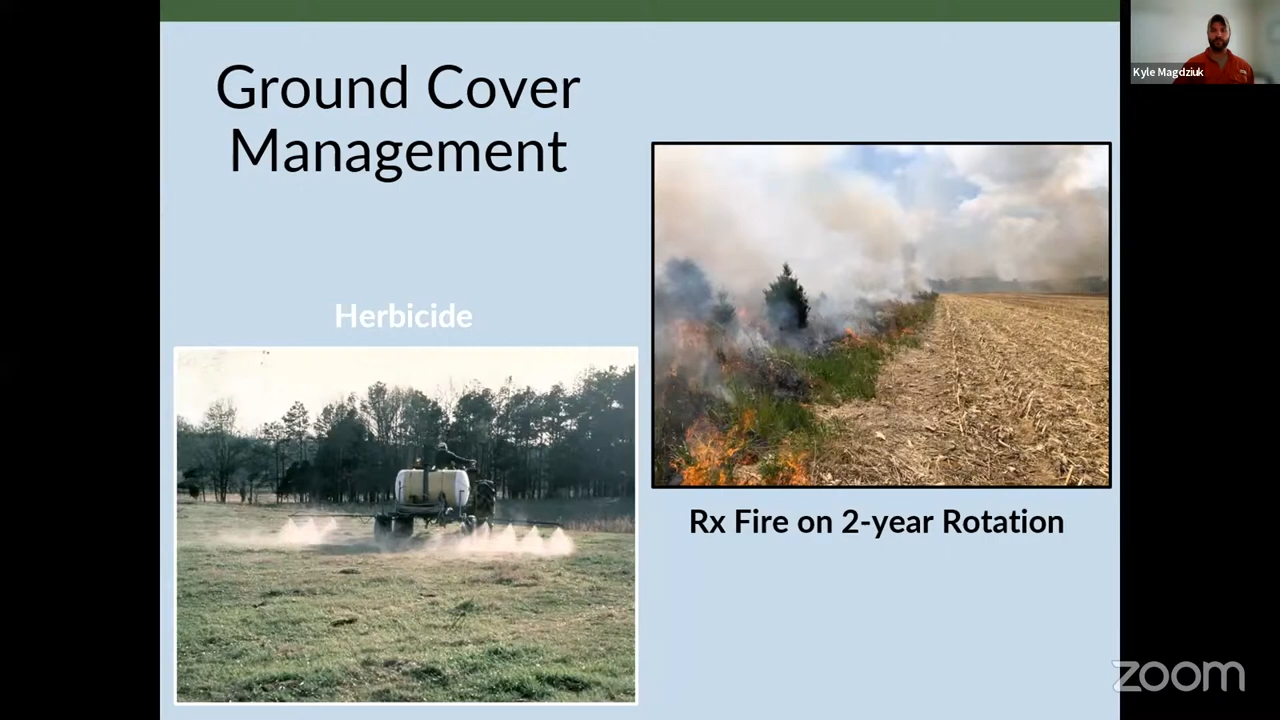 Ground Cover
Management
Herbicide
Rx Fire on 2-year Rotation
Kyle Magdziuk
zoom